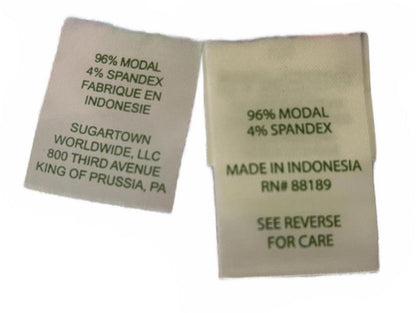 96% MODAL
4% SPANDEX
FABRIQUE EN
INDONESIE
SUGARTOWN
WORLDWIDE, LLC
800 THIRD AVENUE
KING OF PRUSSIA, PA
96% MODAL
4% SPANDEX
MADE IN INDONESIA
RN# 88189
SEE REVERSE
FOR CARE